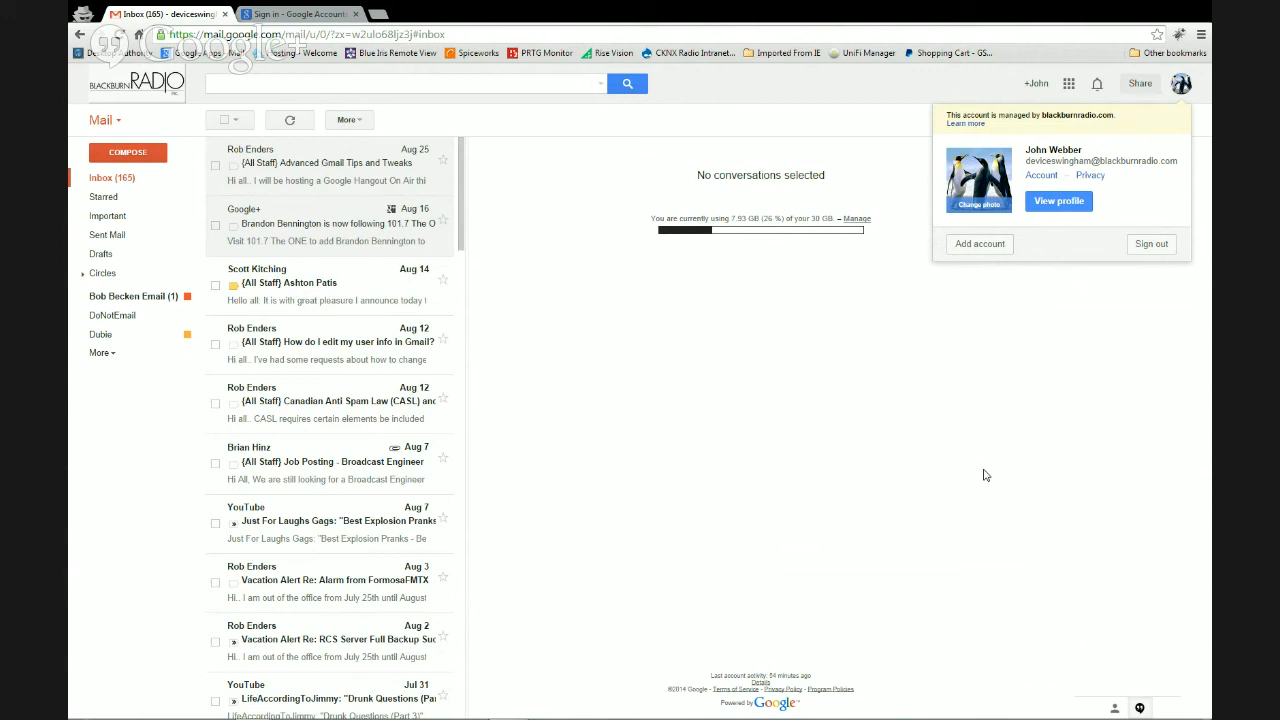 Inbox (165) - deviceswingh
Sign in - Google Accounts
https://mail.google.com/mail/u/0/?zx=w2ulo68ljz3j#inbox
Google+
Blue Iris Remote View
Spiceworks
PRTG Monitor
Rise Vision
CKNX Radio Intranet...
Imported From IE
UniFi Manager
Shopping Cart - GS...
Other bookmarks
BLACKBURN RADIO INC.
+John
Share
Mail
More
This account is managed by blackburnradio.com.
Learn more
John Webber
deviceswingham@blackburnradio.com
Account – Privacy
Change photo
View profile
Add account
Sign out
COMPOSE
Inbox (165)
Starred
Important
Sent Mail
Drafts
Circles
Bob Becken Email (1)
DoNotEmail
Dubie
More
Rob Enders Aug 25
{All Staff} Advanced Gmail Tips and Tweaks
Hi all.. I will be hosting a Google Hangout On Air thi
Google+ Aug 16
Brandon Bennington is now following 101.7 The O
Visit 101.7 The ONE to add Brandon Bennington to
Scott Kitching Aug 14
{All Staff} Ashton Patis
Hello all: It is with great pleasure I announce today t
Rob Enders Aug 12
{All Staff} How do I edit my user info in Gmail?
Hi all.. I've had some requests about how to change
Rob Enders Aug 12
{All Staff} Canadian Anti Spam Law (CASL) and
Hi all.. CASL requires certain elements be included
Brian Hinz Aug 7
{All Staff} Job Posting - Broadcast Engineer
Hi All, We are still looking for a Broadcast Engineer
YouTube Aug 7
Just For Laughs Gags: "Best Explosion Pranks
Just For Laughs Gags: "Best Explosion Pranks - Be
Rob Enders Aug 3
Vacation Alert Re: Alarm from FormosaFMTX
Hi.. I am out of the office from July 25th until August
Rob Enders Aug 2
Vacation Alert Re: RCS Server Full Backup Suc
Hi.. I am out of the office from July 25th until August
YouTube Jul 31
LifeAccordingToJimmy: "Drunk Questions (Par
LifeAccordingToJimmy: "Drunk Questions (Part 3)"
No conversations selected
You are currently using 7.93 GB (26 %) of your 30 GB. – Manage
Last account activity: 54 minutes ago
Details
©2014 Google - Terms of Service - Privacy Policy - Program Policies
Powered by Google™